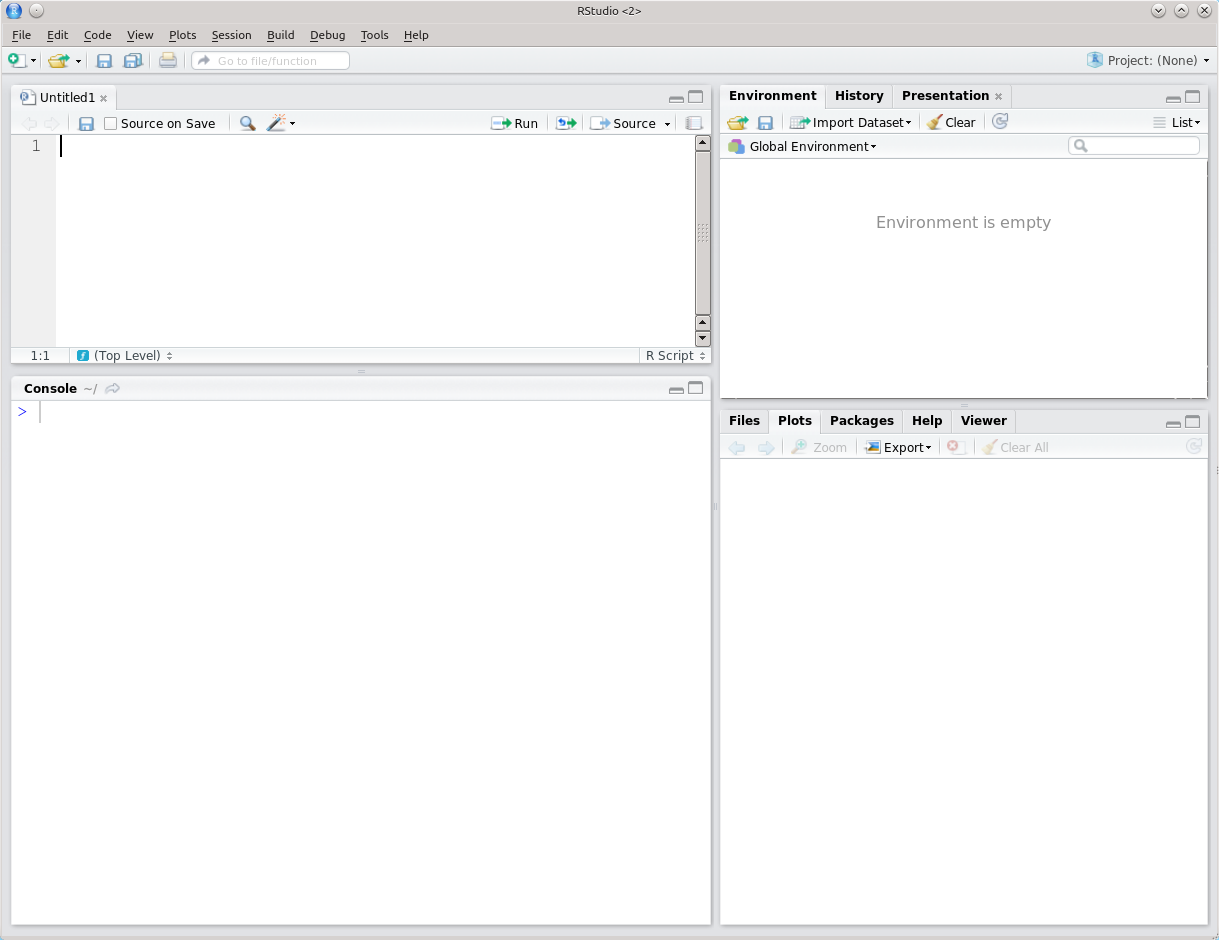 RStudio <2>
File Edit Code View Plots Session Build Debug Tools Help
Go to file/function
Project: (None)
Untitled1
Source on Save
Run
Source
1
1:1
(Top Level)
R Script
Console ~/
>
Environment History Presentation
Import Dataset
Clear
List
Global Environment
Environment is empty
Files Plots Packages Help Viewer
Zoom
Export
Clear All